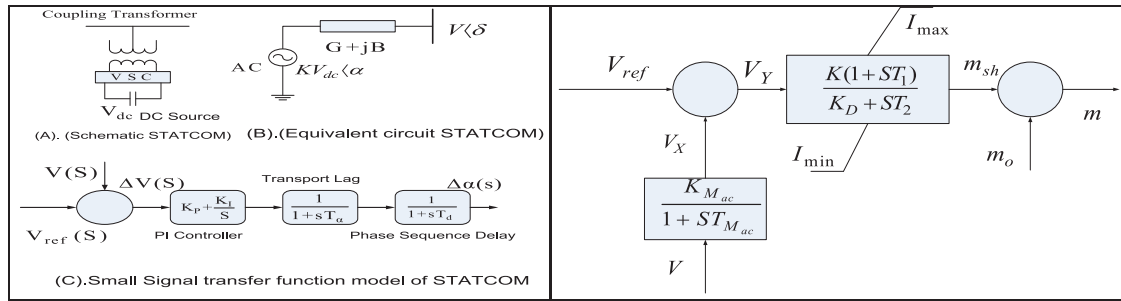 Coupling Transformer
V S C
V_dc DC Source
(A). (Schematic STATCOM)
G+jB
V⟨δ
AC
KV_dc⟨α
(B).(Equivalent circuit STATCOM)
V(S)
ΔV(S)
V_ref (S)
K_P + K_I/S
PI Controller
Transport Lag
1/(1+sT_α)
1/(1+sT_d)
Phase Sequence Delay
Δα(s)
(C).Small Signal transfer function model of STATCOM
I_max
V_ref
V_Y
K(1+ST_1)
K_D+ST_2
m_sh
m
V_X
I_min
m_o
K_M_ac
1 + ST_M_ac
V